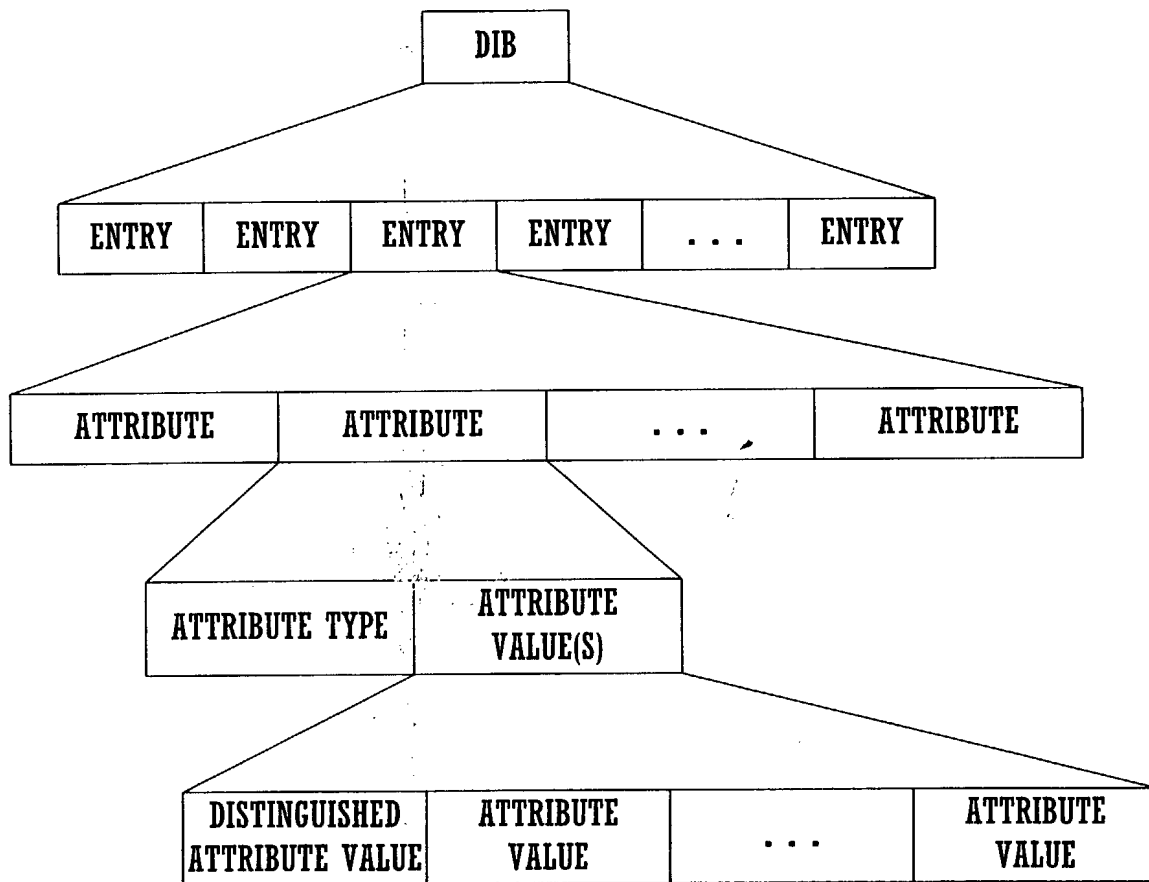 DIB
ENTRY ENTRY ENTRY ENTRY ... ENTRY
ATTRIBUTE ATTRIBUTE ... ATTRIBUTE
ATTRIBUTE TYPE
ATTRIBUTE
VALUE(S)
DISTINGUISHED
ATTRIBUTE VALUE
ATTRIBUTE
VALUE
...
ATTRIBUTE
VALUE